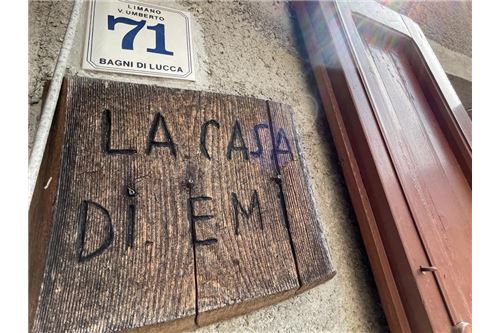 LIMANO
V. UMBERTO
71
BAGNI DI LUCCA
LA CASA
Di EMi